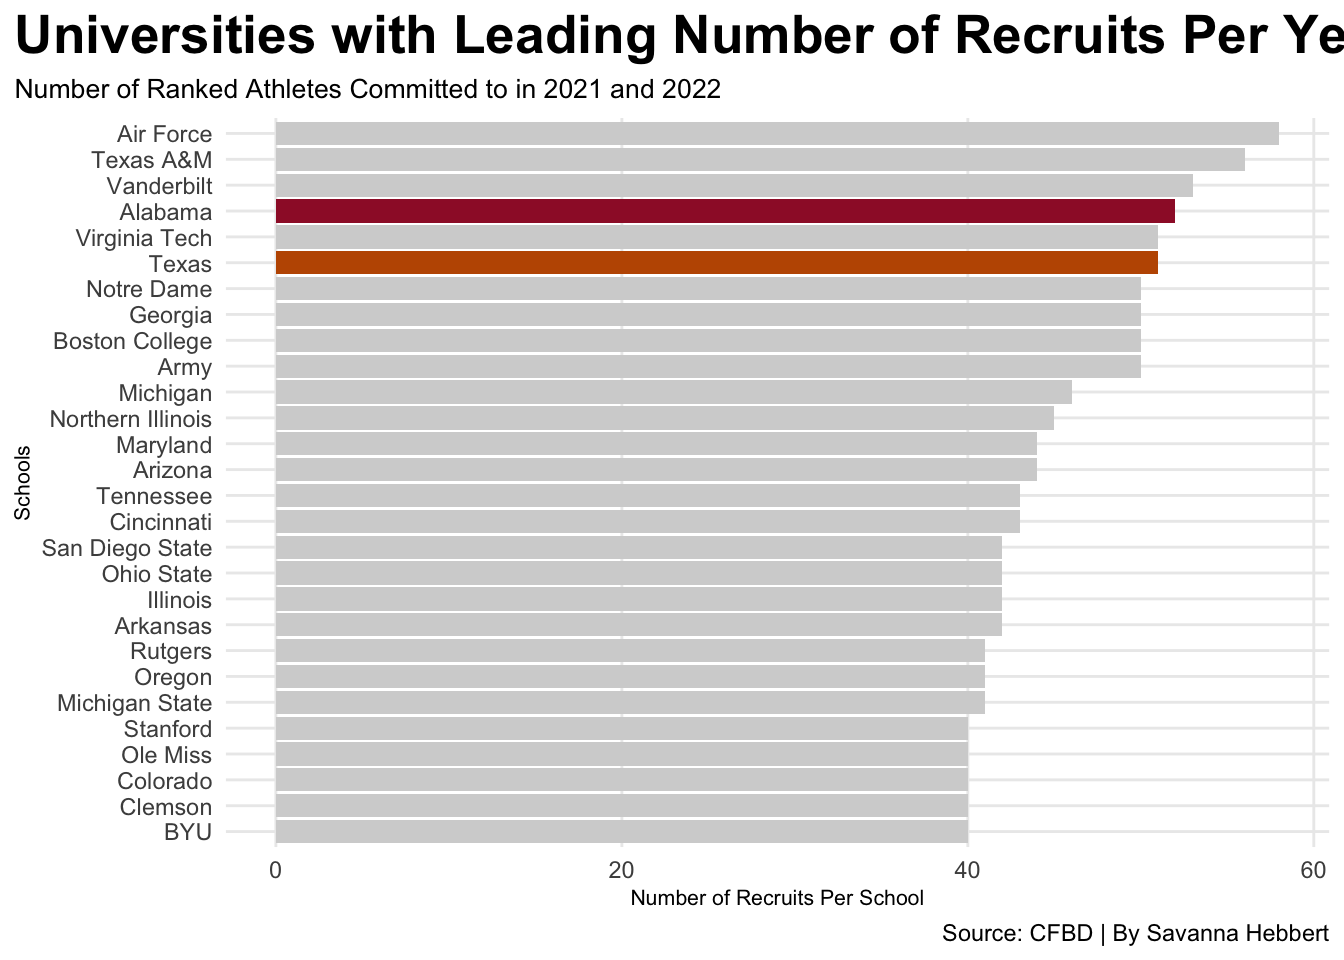 Universities with Leading Number of Recruits Per Ye
Number of Ranked Athletes Committed to in 2021 and 2022
Air Force
Texas A&M
Vanderbilt
Alabama
Virginia Tech
Texas
Notre Dame
Georgia
Boston College
Army
Michigan
Northern Illinois
Maryland
Arizona
Tennessee
Cincinnati
San Diego State
Ohio State
Illinois
Arkansas
Rutgers
Oregon
Michigan State
Stanford
Ole Miss
Colorado
Clemson
BYU
Schools
0 20 40 60
Number of Recruits Per School
Source: CFBD | By Savanna Hebbert